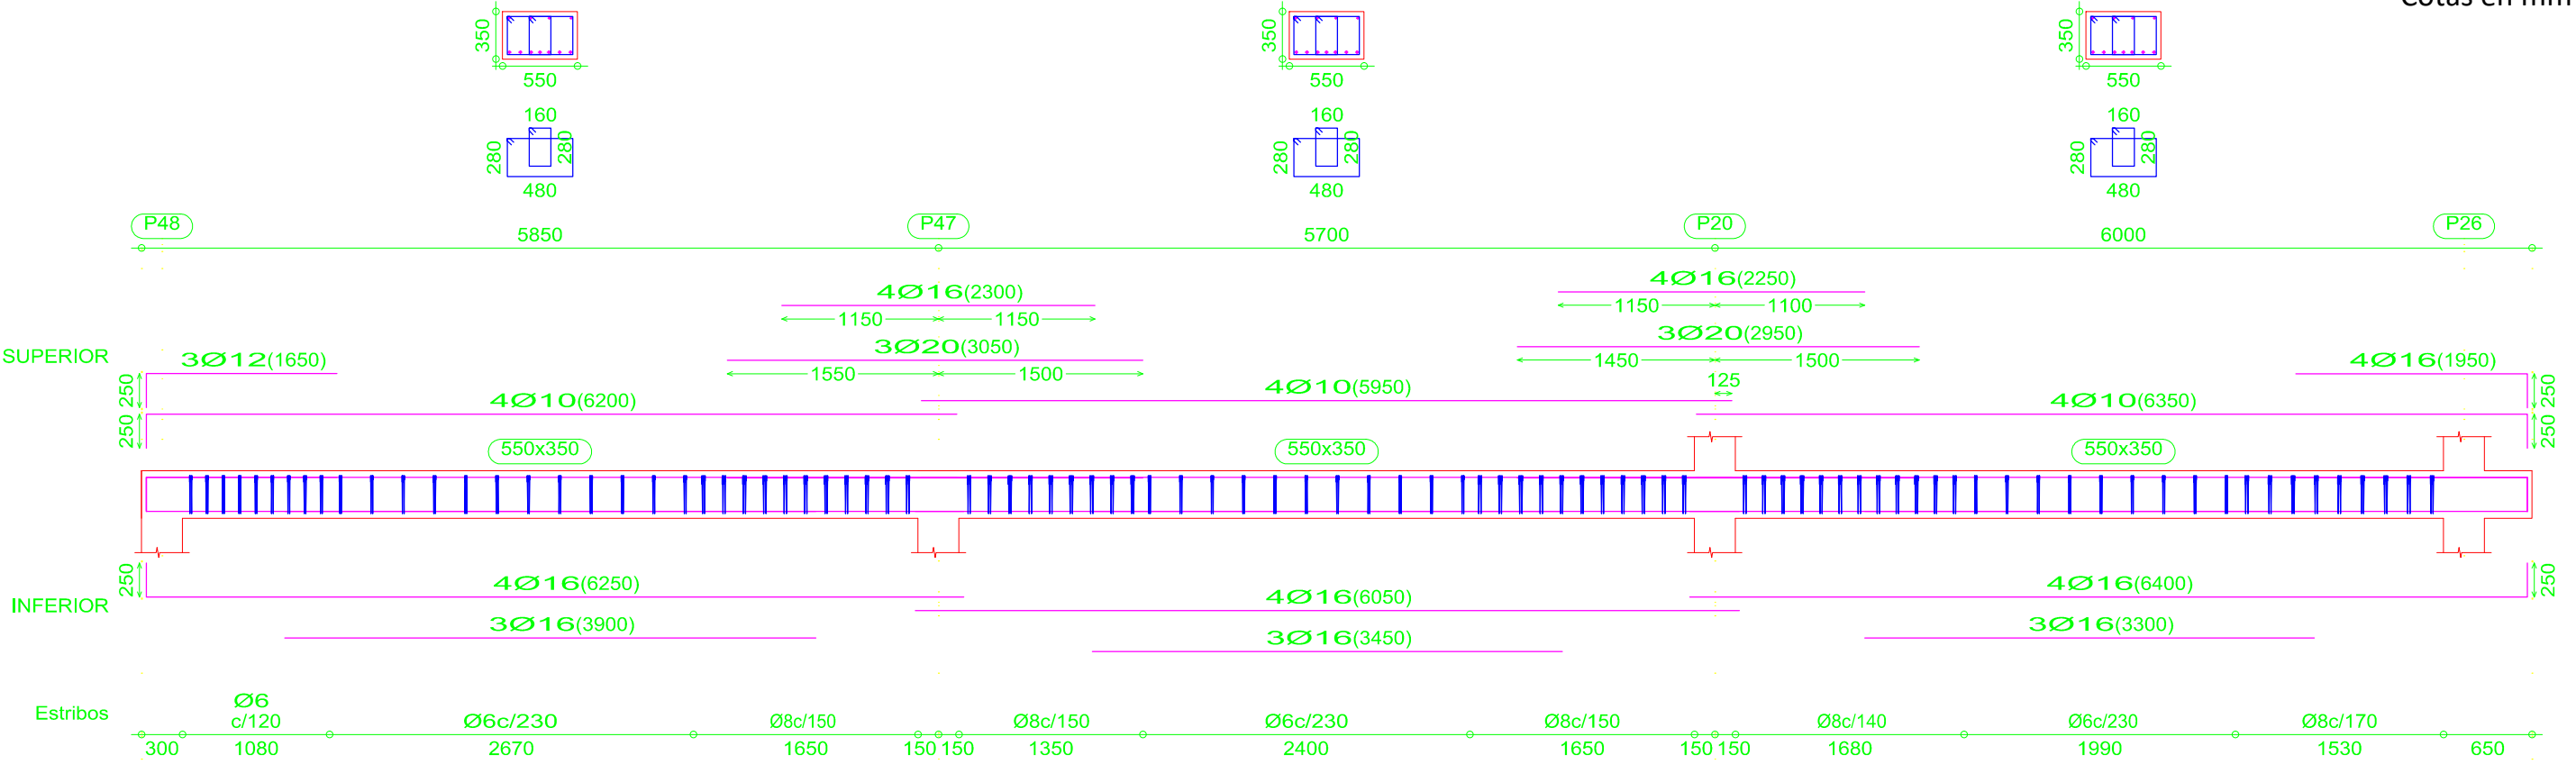 Cotas en mm
350 350 350
550 550 550
160 160 160
280 280 280 280 280 280
480 480 480
P48 P47 P20 P26
5850 5700 6000
4Ø16(2250)
4Ø16(2300)
1150 1100
1150 1150
3Ø20(2950)
3Ø20(3050)
SUPERIOR 3Ø12(1650) 1450 1500 4Ø16(1950)
1550 1500
125
250 4Ø10(5950) 250
250 4Ø10(6200) 4Ø10(6350) 250
550x350 550x350 550x350
250 4Ø16(6250) 4Ø16(6400) 250
INFERIOR 4Ø16(6050)
3Ø16(3900) 3Ø16(3300)
3Ø16(3450)
Estribos Ø6
c/120 Ø6c/230 Ø8c/150 Ø8c/150 Ø6c/230 Ø8c/150 Ø8c/140 Ø6c/230 Ø8c/170
300 1080 2670 1650 150 150 1350 2400 1650 150 150 1680 1990 1530 650